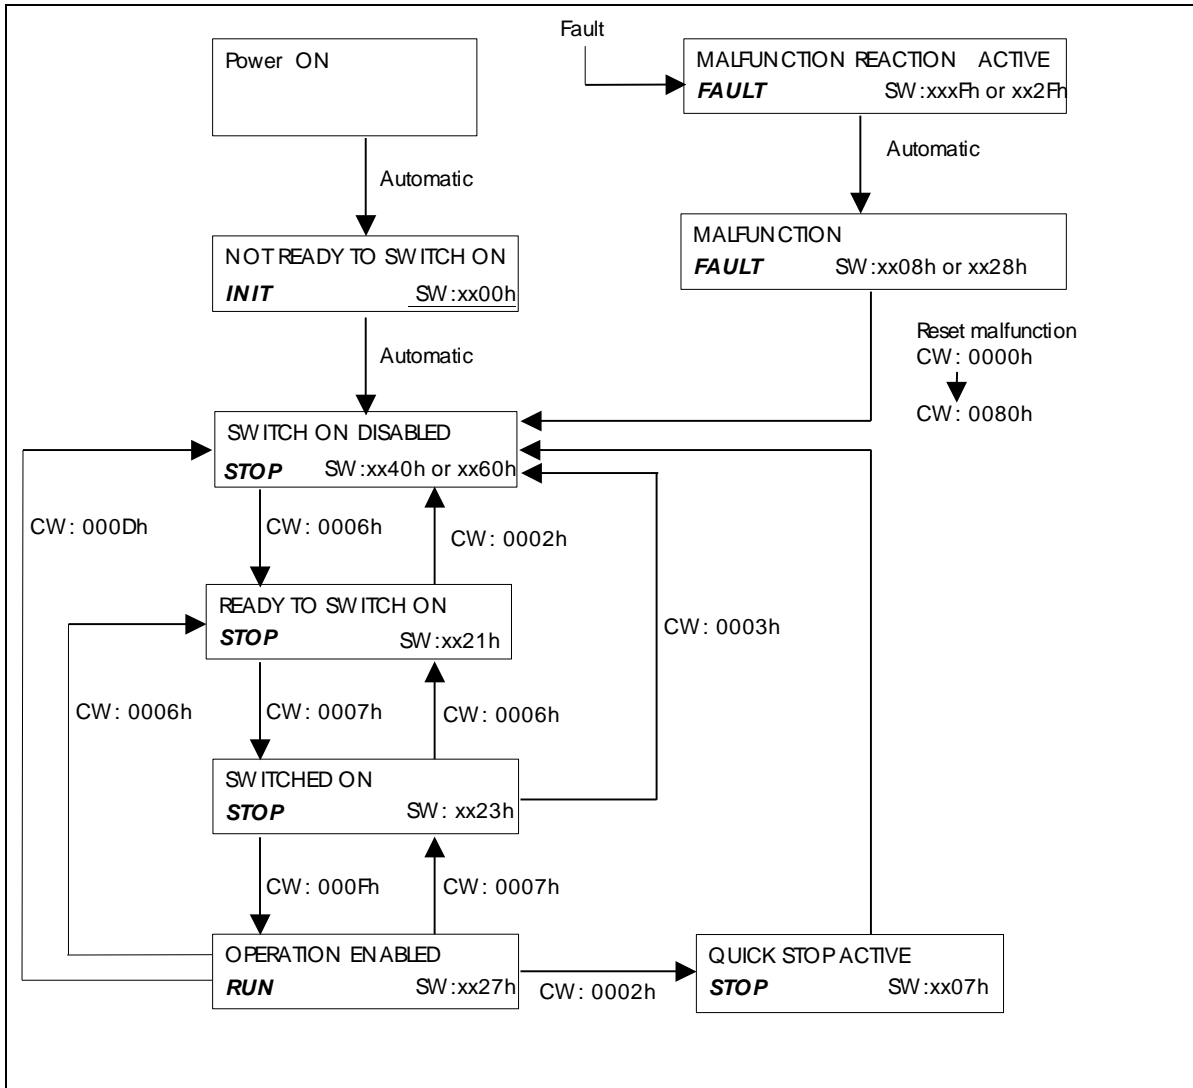 Fault
Power ON
MALFUNCTION REACTION ACTIVE
FAULT SW:xxxFh or xx2Fh
Automatic
Automatic
MALFUNCTION
FAULT SW:xx08h or xx28h
NOT READY TO SWITCH ON
INIT SW:xx00h
Reset malfunction
CW: 0000h
CW: 0080h
Automatic
SWITCH ON DISABLED
STOP SW:xx40h or xx60h
CW: 000Dh
CW: 0006h
CW: 0002h
READY TO SWITCH ON
STOP SW:xx21h
CW: 0003h
CW: 0006h
CW: 0007h
CW: 0006h
SWITCHED ON
STOP SW: xx23h
CW: 000Fh
CW: 0007h
OPERATION ENABLED
RUN SW:xx27h
CW: 0002h
QUICK STOP ACTIVE
STOP SW:xx07h